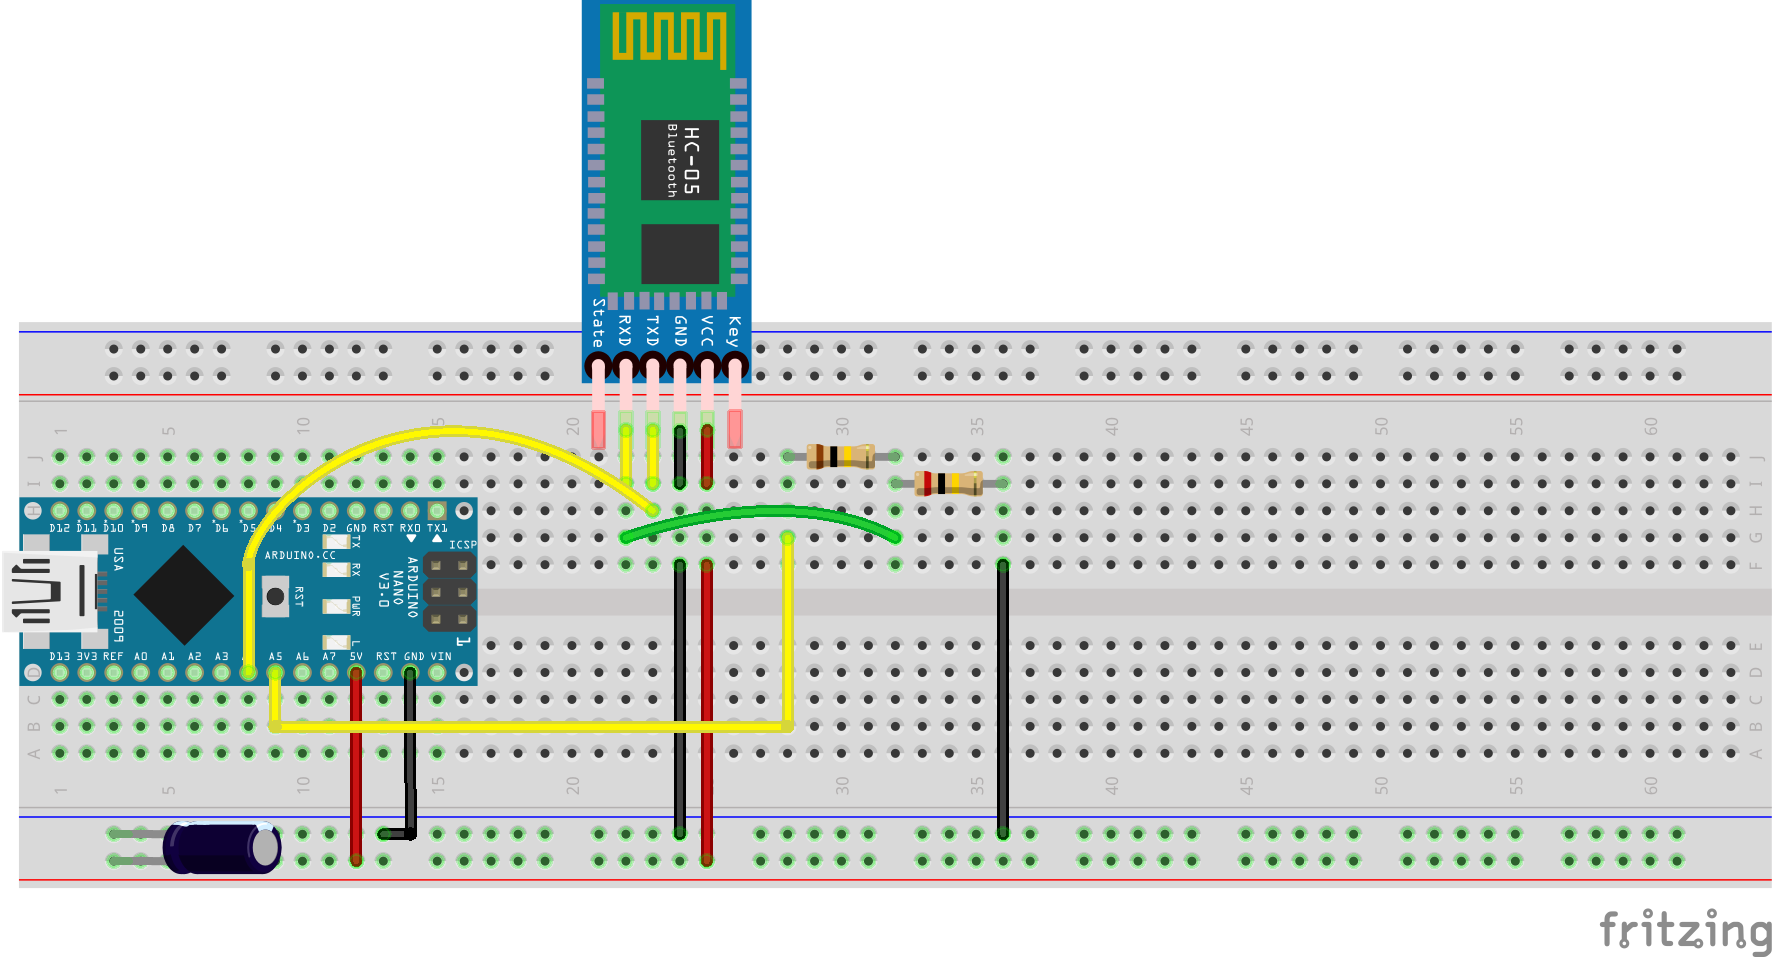 HC-05
Bluetooth
State RXD TXD GND VCC Key
1 5 10 5 20 30 35 40 45 50 55 60
J J
I I
H H
G G
F F
D12 D11 D10 D9 D8 D7 D6 D5 D4 D3 D2 GND RST RX0 TX1
TX
RX
PWR
L
ICSP
1
USA
2009
ARDUINO.CC
RST
ARDUINO
NANO
V3.0
D13 3V3 REF A0 A1 A2 A3 A5 A6 A7 5V RST GND VIN
E
D D
C C
B B
A A
1 5 10 15 20 30 35 40 45 50 55 60
fritzing